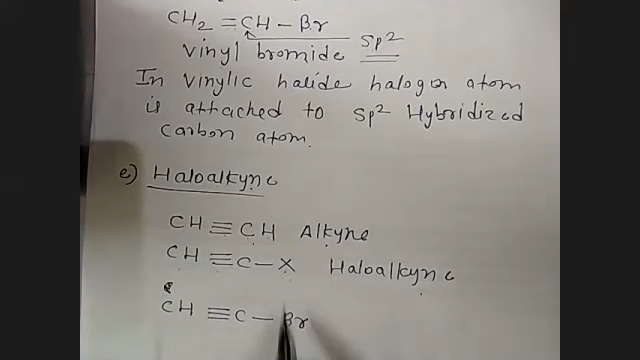 CH2 = CH - Br
Sp2
vinyl bromide
In vinylic halide halogen atom
is attached to sp2 Hybridized
carbon atom.
e) Haloalkyne
CH ≡ CH Alkyne
CH ≡ C - X Haloalkyne
CH ≡ C - Br